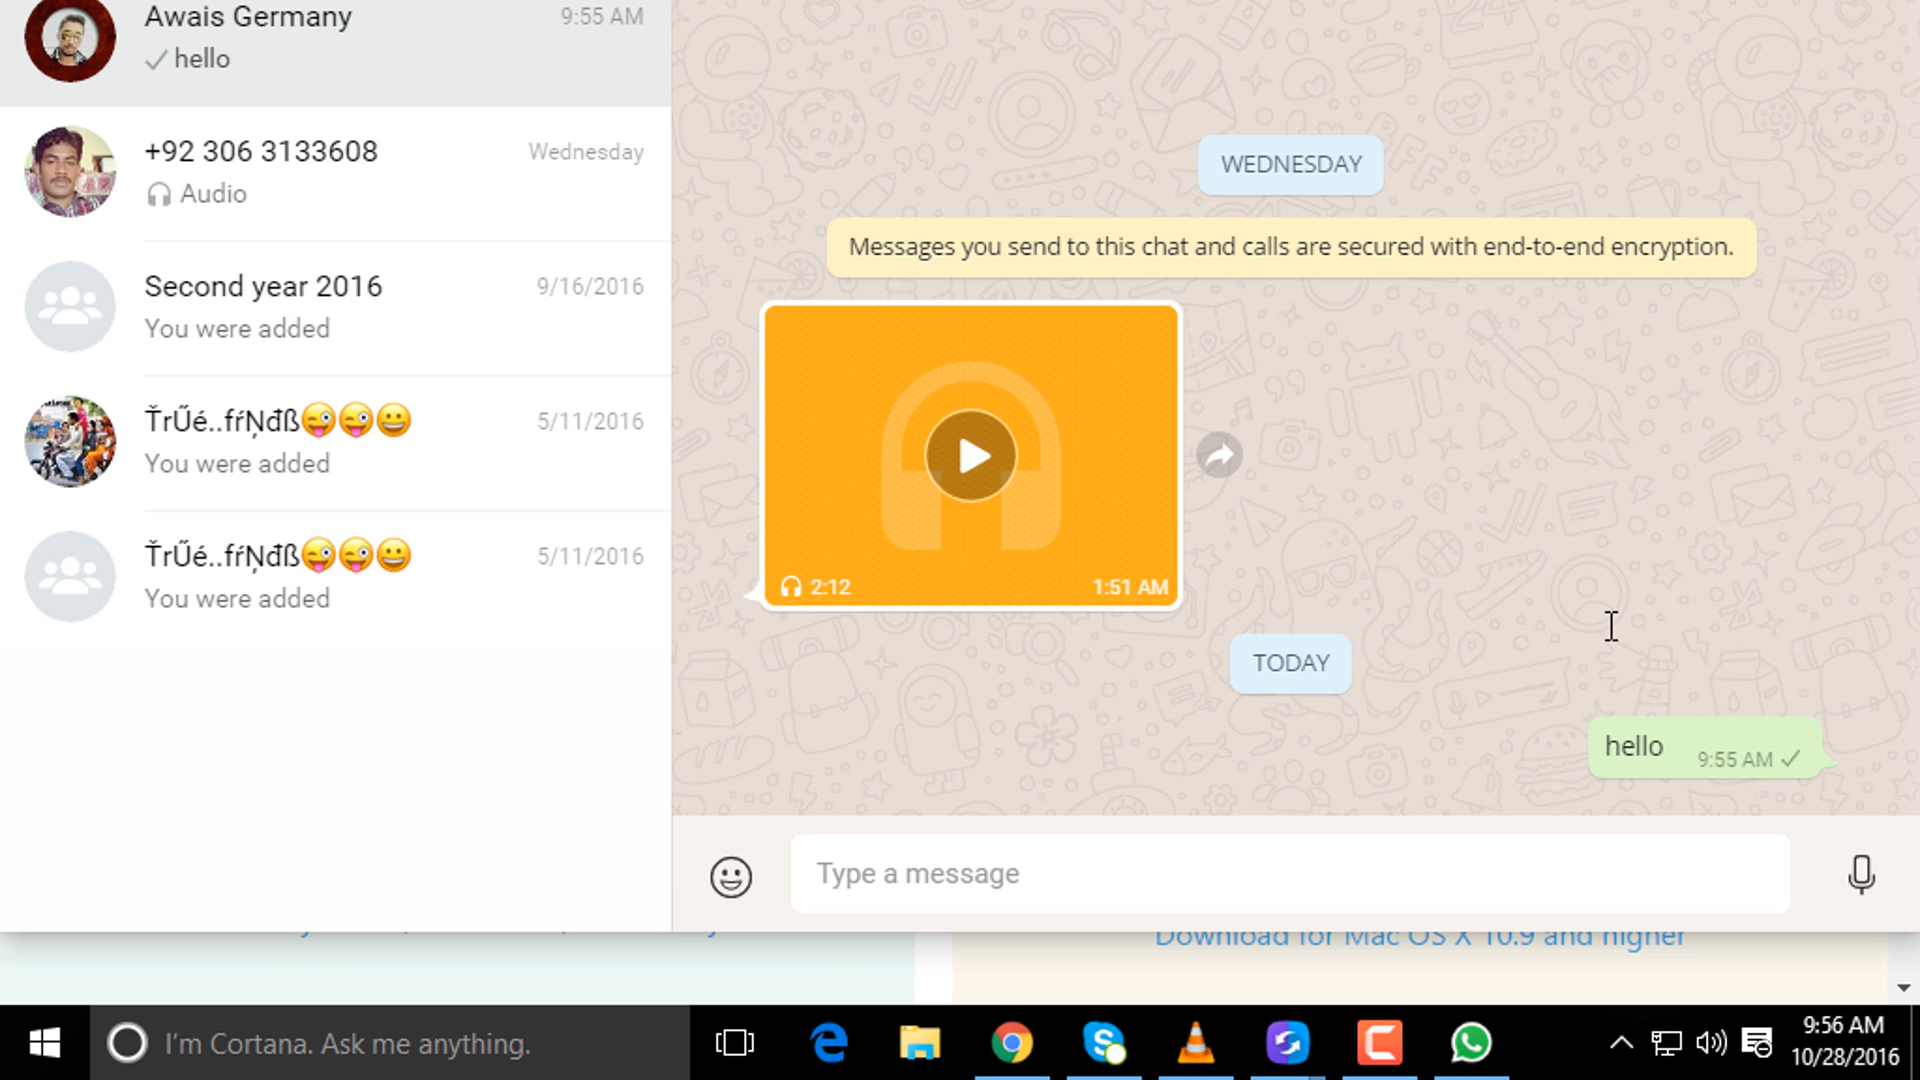 Awais Germany
9:55 AM
hello
+92 306 3133608
Wednesday
Audio
Second year 2016
9/16/2016
You were added
ŤrŰé..fŕŅđß😜😜😀
5/11/2016
You were added
ŤrŰé..fŕŅđß😜😜😀
5/11/2016
You were added
WEDNESDAY
Messages you send to this chat and calls are secured with end-to-end encryption.
2:12
1:51 AM
TODAY
hello
9:55 AM
Type a message
Download for Mac OS X 10.9 and higher
I'm Cortana. Ask me anything.
9:56 AM
10/28/2016